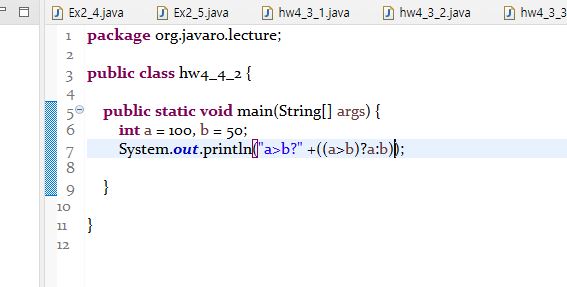 Ex2_4.java Ex2_5.java hw4_3_1.java hw4_3_2.java hw4_3_3
1 package org.javaro.lecture;
2
3 public class hw4_4_2 {
4
5 public static void main(String[] args) {
6 int a = 100, b = 50;
7 System.out.println("a>b?" +((a>b)?a:b));
8
9 }
10
11 }
12